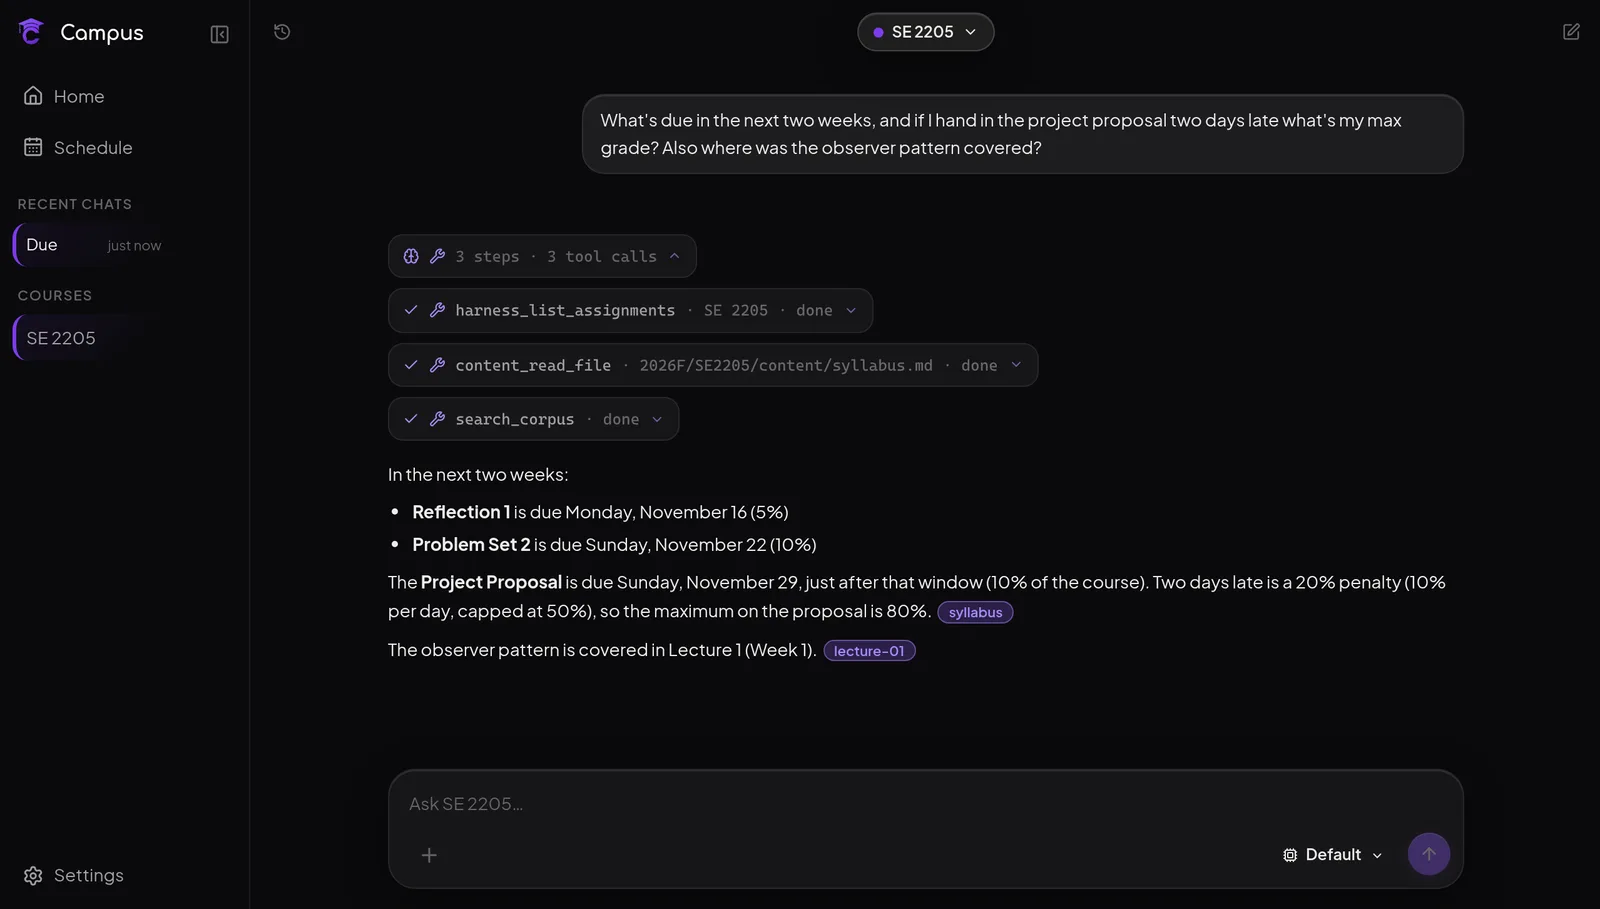 Campus
SE 2205
Home
Schedule
RECENT CHATS
Due just now
COURSES
SE 2205
Settings
What's due in the next two weeks, and if I hand in the project proposal two days late what's my max
grade? Also where was the observer pattern covered?
3 steps · 3 tool calls
harness_list_assignments · SE 2205 · done
content_read_file · 2026F/SE2205/content/syllabus.md · done
search_corpus · done
In the next two weeks:
• Reflection 1 is due Monday, November 16 (5%)
• Problem Set 2 is due Sunday, November 22 (10%)
The Project Proposal is due Sunday, November 29, just after that window (10% of the course). Two days late is a 20% penalty (10%
per day, capped at 50%), so the maximum on the proposal is 80%. syllabus
The observer pattern is covered in Lecture 1 (Week 1). lecture-01
Ask SE 2205...
Default